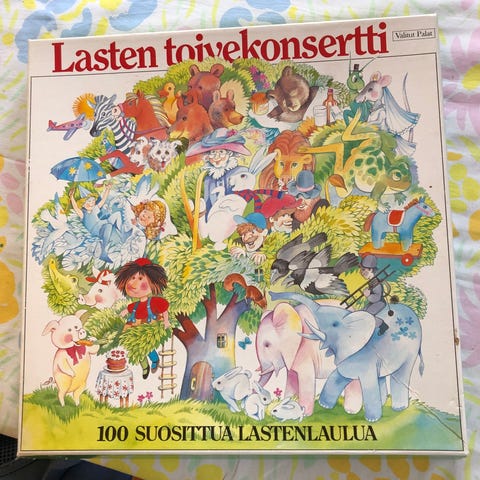 Lasten toivekonsertti
Valitut Palat
100 SUOSITTUA LASTENLAULUA